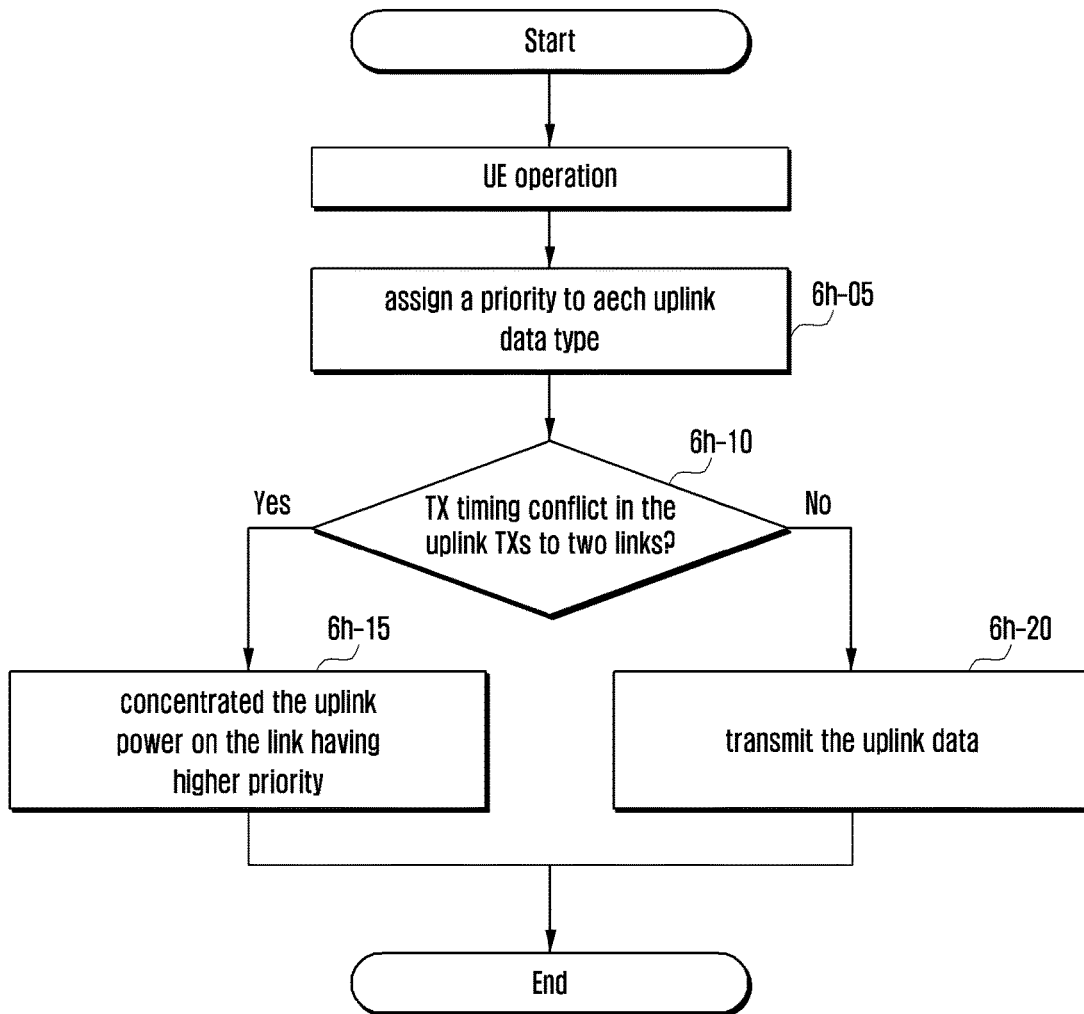 Start
UE operation
assign a priority to aech uplink
data type
6h-05
6h-10
Yes
TX timing conflict in the
uplink TXs to two links?
No
6h-15
concentrated the uplink
power on the link having
higher priority
6h-20
transmit the uplink data
End